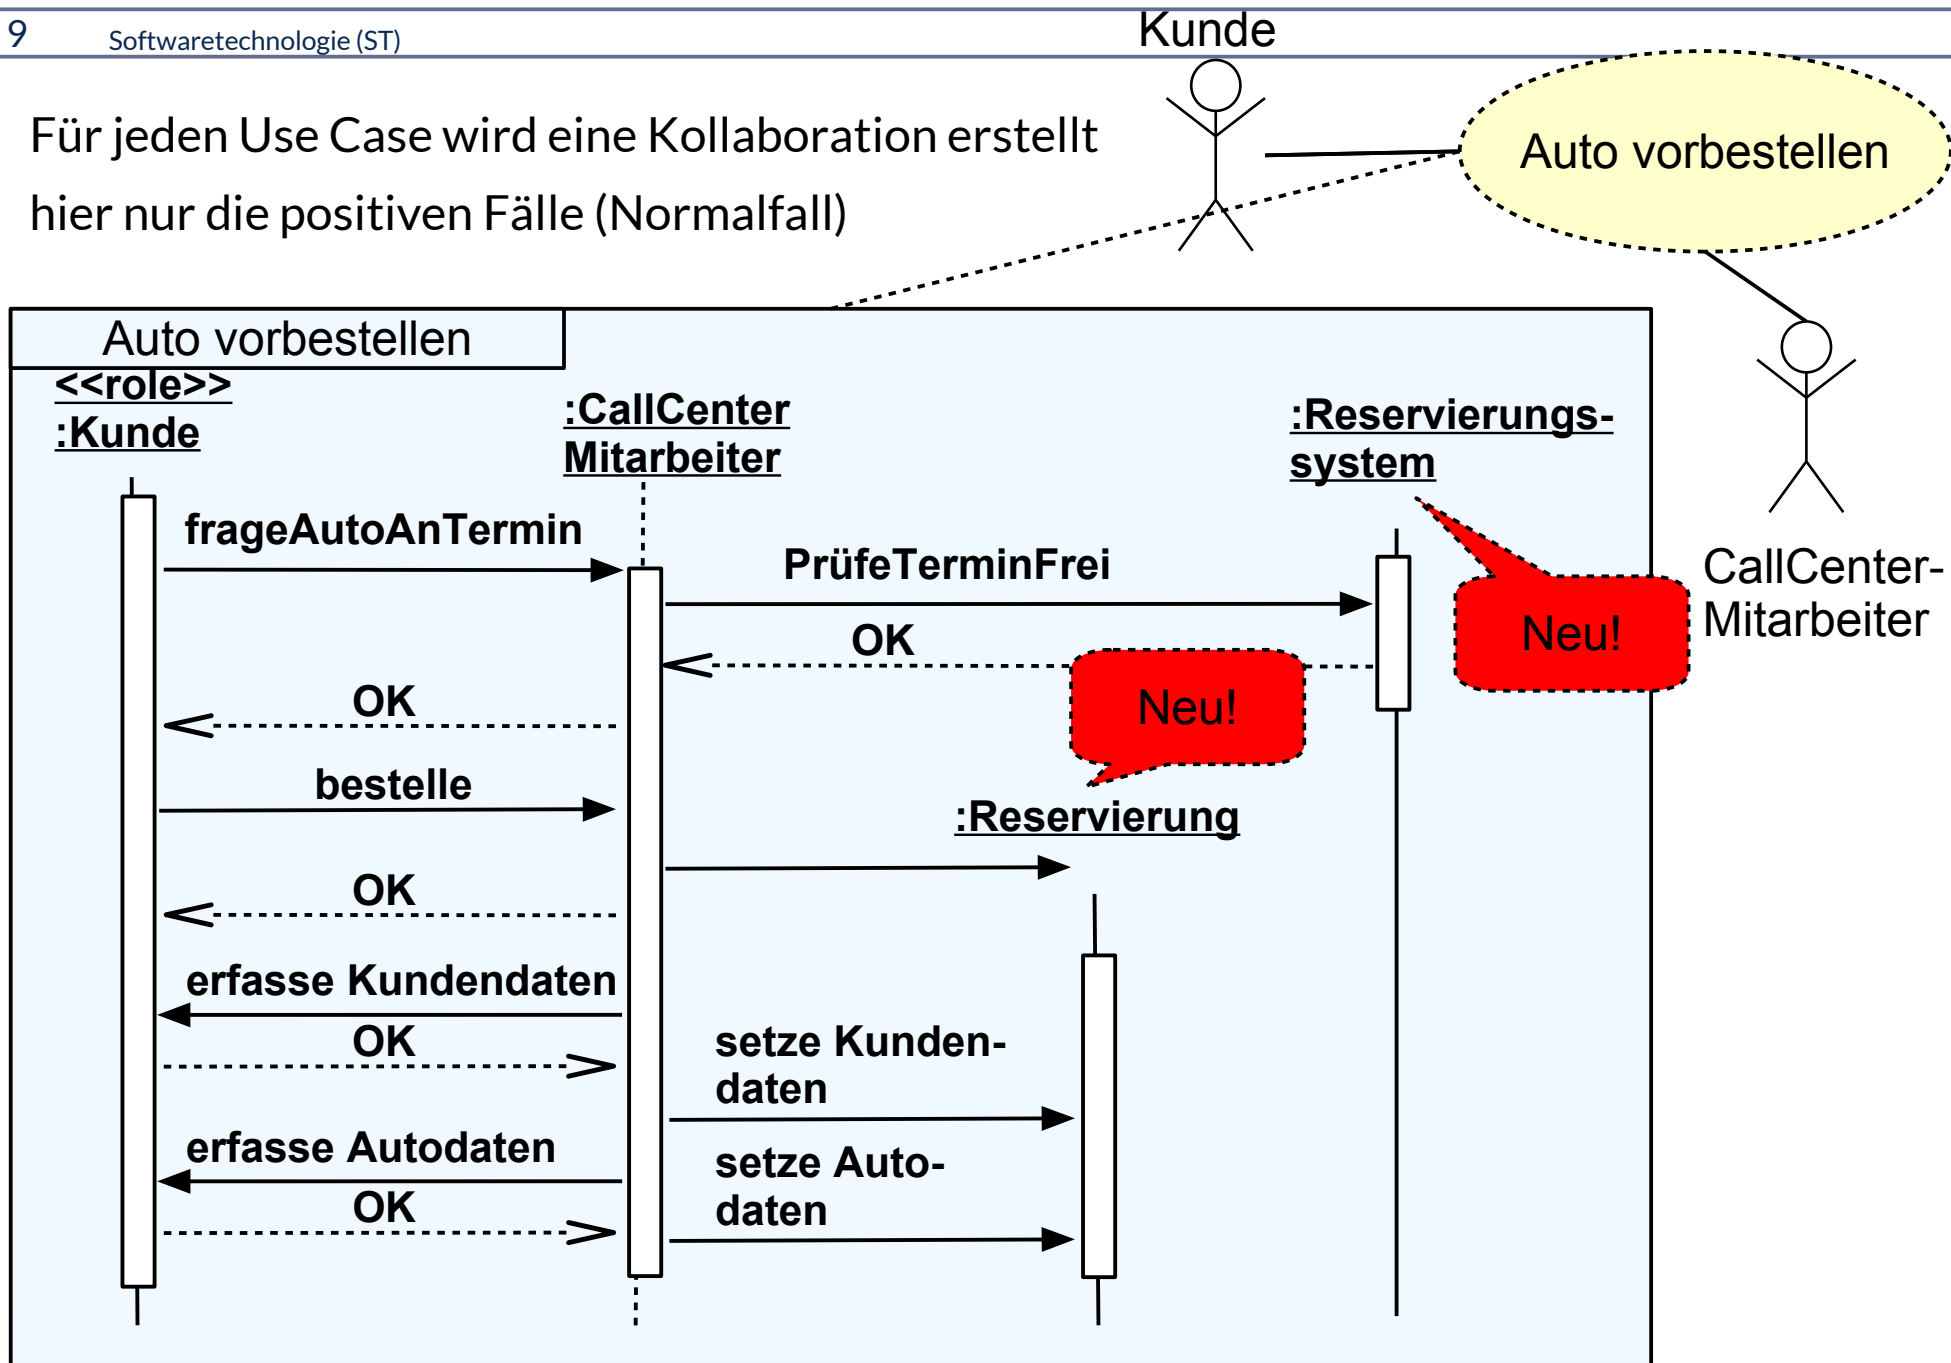 9
Softwaretechnologie (ST)
Kunde
Für jeden Use Case wird eine Kollaboration erstellt
hier nur die positiven Fälle (Normalfall)
Auto vorbestellen
Auto vorbestellen
<<role>>
:Kunde
:CallCenter
Mitarbeiter
:Reservierungs-
system
frageAutoAnTermin
PrüfeTerminFrei
CallCenter-
Mitarbeiter
Neu!
OK
OK
Neu!
bestelle
:Reservierung
OK
erfasse Kundendaten
OK
setze Kunden-
daten
erfasse Autodaten
setze Auto-
daten
OK